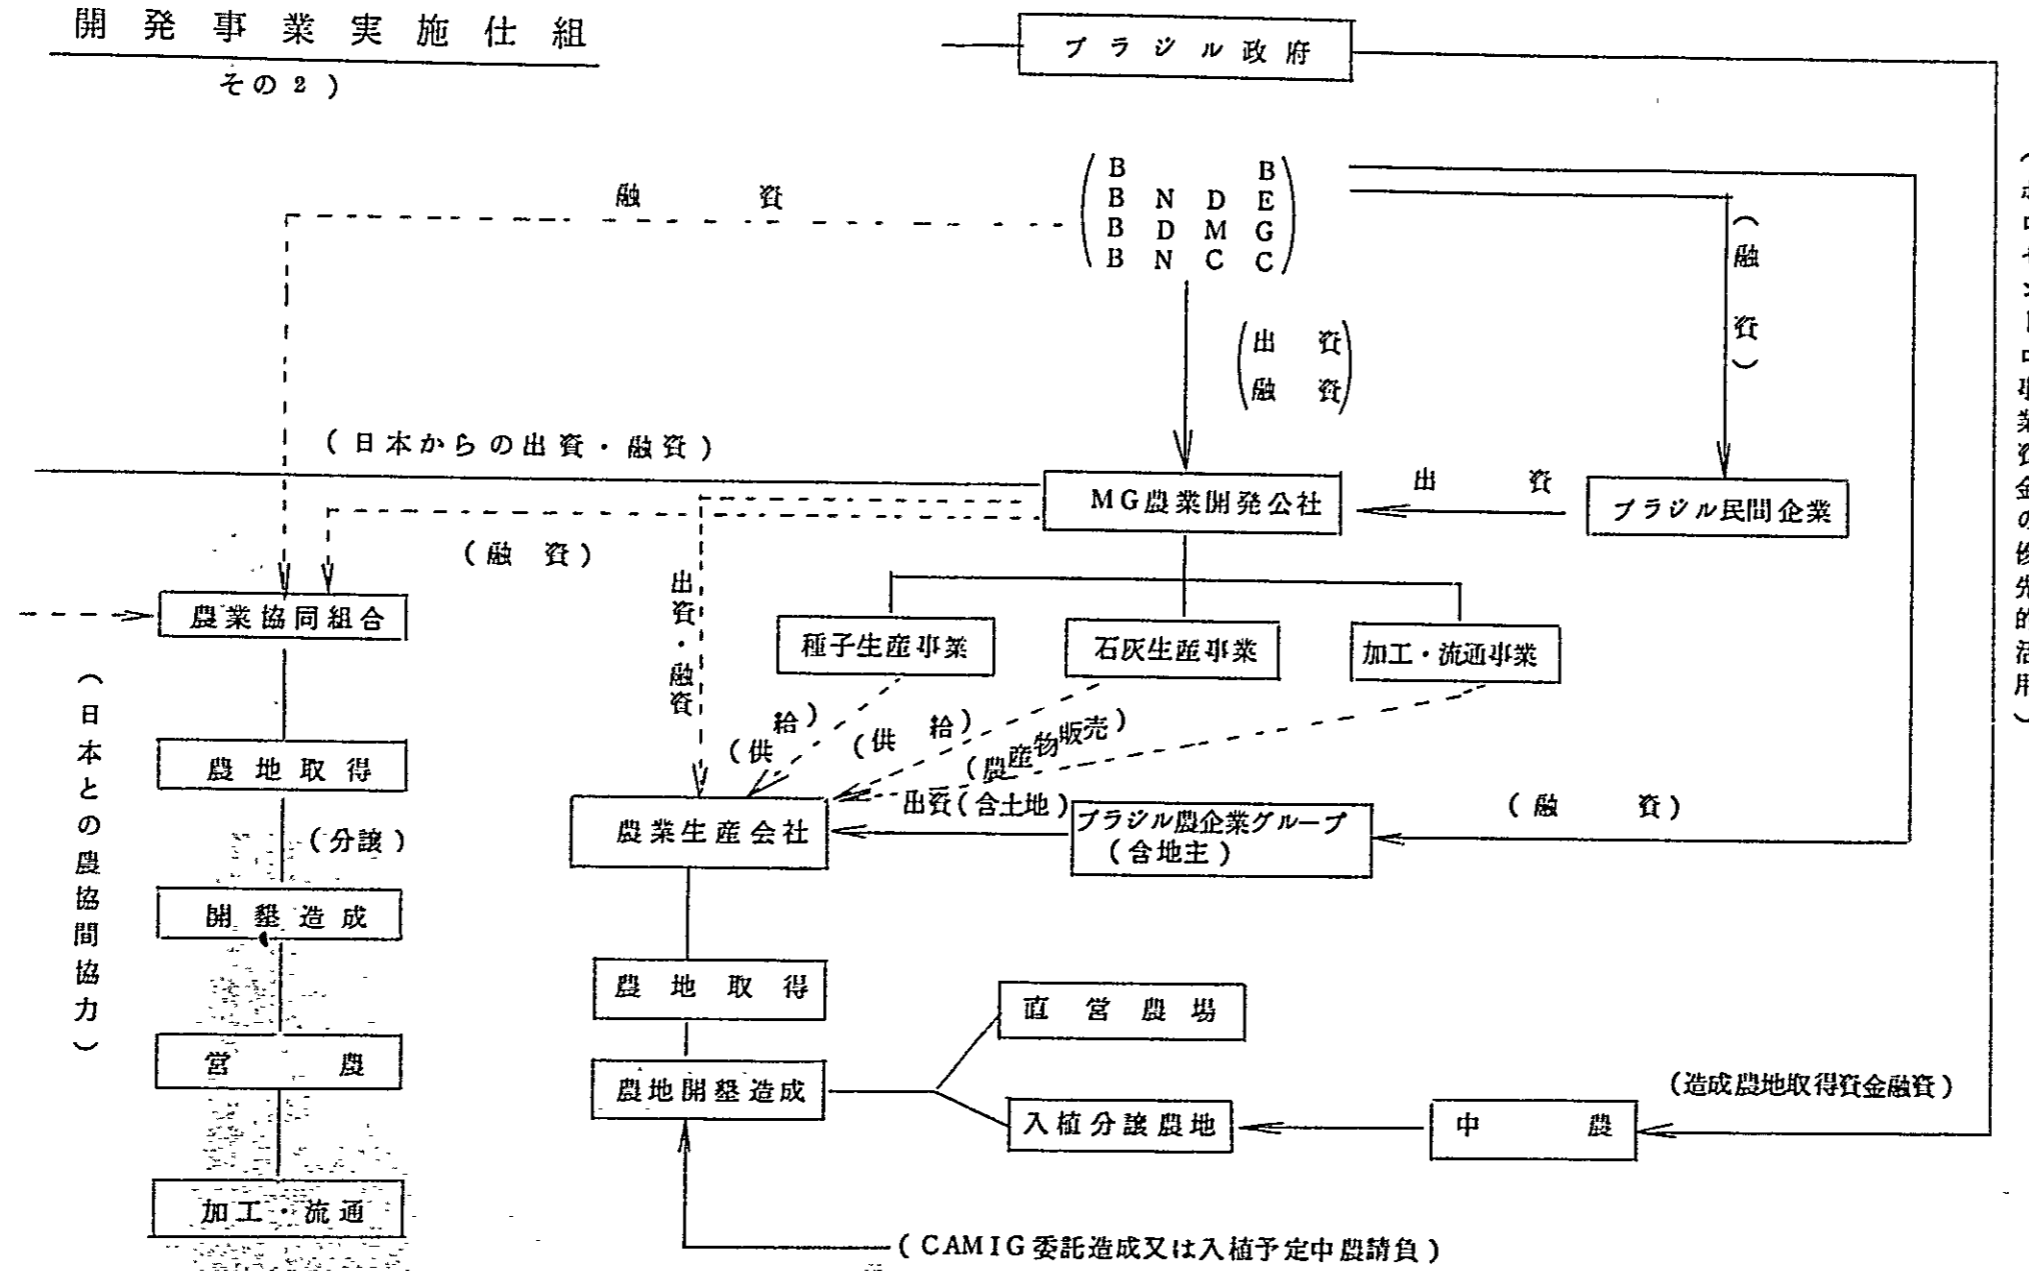 開発事業実施仕組
その2)
ブラジル政府
融資
B B
B N D E
B D M G
B N C C
(融資)
(出資
融資)
(日本からの出資・融資)
MG農業開発公社
出資
ブラジル民間企業
(融資)
出資・融資
農業協同組合
種子生産事業
石灰生産事業
加工・流通事業
(日本との農協間協力)
(供給)
(供給)
(農産物販売)
農地取得
(分譲)
農業生産会社
出資(含土地)
ブラジル農企業グループ
(含地主)
(融資)
開墾造成
農地取得
直営農場
営農
農地開墾造成
入植分譲農地
中農
(造成農地取得資金融資)
加工・流通
(CAMIG委託造成又は入植予定中農請負)
事業資金の優先的活用)